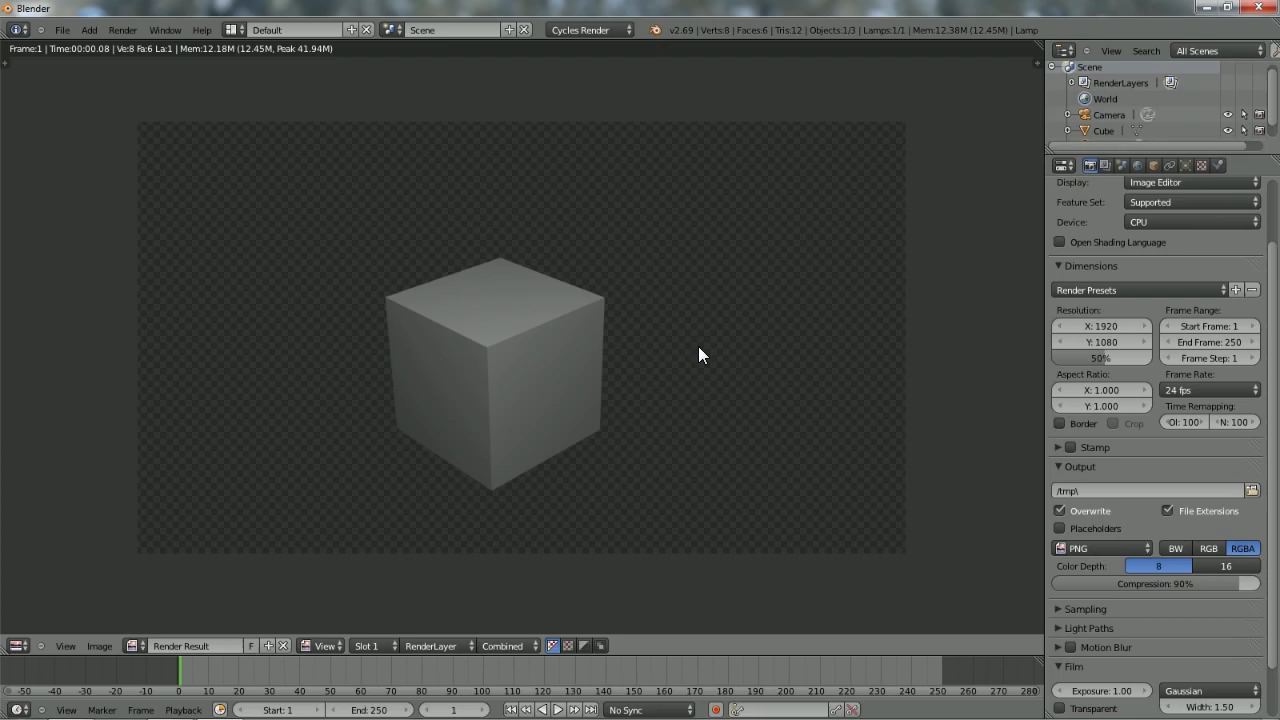 Blender
File Add Render Window Help Default Scene Cycles Render v2.69 | Verts:8 | Faces:6 | Tris:12 | Objects:1/3 | Lamps:1/1 | Mem:12.38M (12.45M) | Lamp
Frame:1 | Time:00:00.08 | Ve:8 Fa:6 La:1 | Mem:12.18M (12.45M, Peak 41.94M)
View Search All Scenes
Scene
RenderLayers |
World
Camera |
Cube |
Display: Image Editor
Feature Set: Supported
Device: CPU
Open Shading Language
Dimensions
Render Presets
Resolution: Frame Range:
X: 1920 Start Frame: 1
Y: 1080 End Frame: 250
50% Frame Step: 1
Aspect Ratio: Frame Rate:
X: 1.000 24 fps
Y: 1.000 Time Remapping:
Border Crop Ol: 100 N: 100
Stamp
Output
/tmp\
Overwrite File Extensions
Placeholders
PNG BW RGB RGBA
Color Depth: 8 16
Compression: 90%
Sampling
Light Paths
Motion Blur
Film
Exposure: 1.00 Gaussian
Transparent Width: 1.50
View Image Render Result F View Slot 1 RenderLayer Combined
-50 -40 -30 -20 -10 0 10 20 30 40 50 60 70 80 90 100 110 120 130 140 150 160 170 180 190 200 210 220 230 240 250 260 270 280
View Marker Frame Playback Start: 1 End: 250 1 No Sync